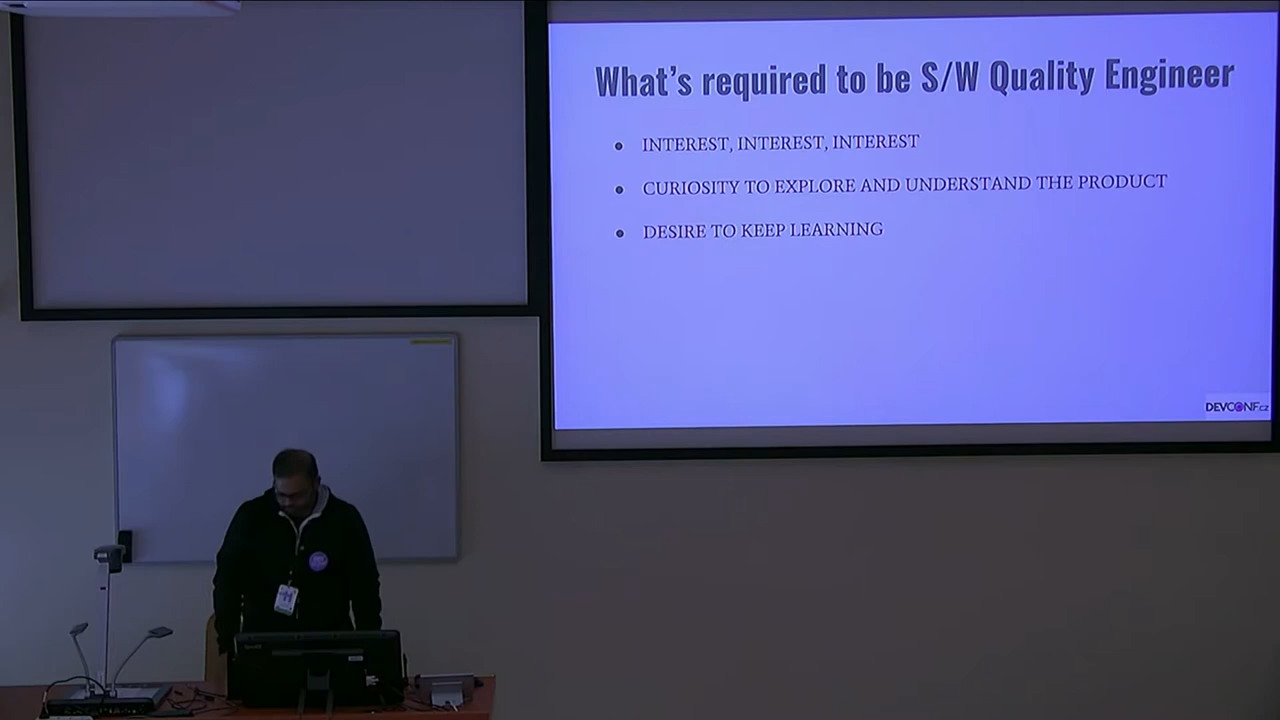 What's required to be S/W Quality Engineer
INTEREST, INTEREST, INTEREST
CURIOSITY TO EXPLORE AND UNDERSTAND THE PRODUCT
DESIRE TO KEEP LEARNING
DEVCONF.cz